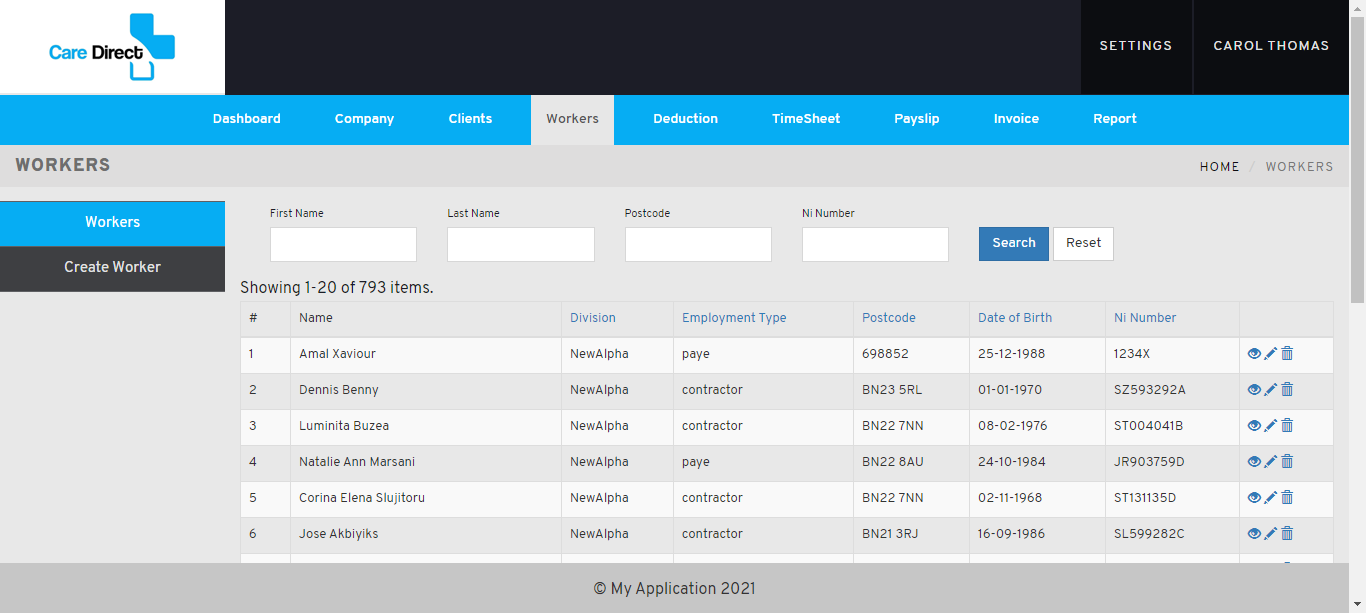 Care Direct
SETTINGS CAROL THOMAS
Dashboard Company Clients Workers Deduction TimeSheet Payslip Invoice Report
WORKERS
HOME / WORKERS
Workers
Create Worker
First Name Last Name Postcode Ni Number
Search Reset
Showing 1-20 of 793 items.
# Name Division Employment Type Postcode Date of Birth Ni Number
1 Amal Xaviour NewAlpha paye 698852 25-12-1988 1234X
2 Dennis Benny NewAlpha contractor BN23 5RL 01-01-1970 SZ593292A
3 Luminita Buzea NewAlpha contractor BN22 7NN 08-02-1976 ST004041B
4 Natalie Ann Marsani NewAlpha paye BN22 8AU 24-10-1984 JR903759D
5 Corina Elena Slujitoru NewAlpha contractor BN22 7NN 02-11-1968 ST131135D
6 Jose Akbiyiks NewAlpha contractor BN21 3RJ 16-09-1986 SL599282C
© My Application 2021